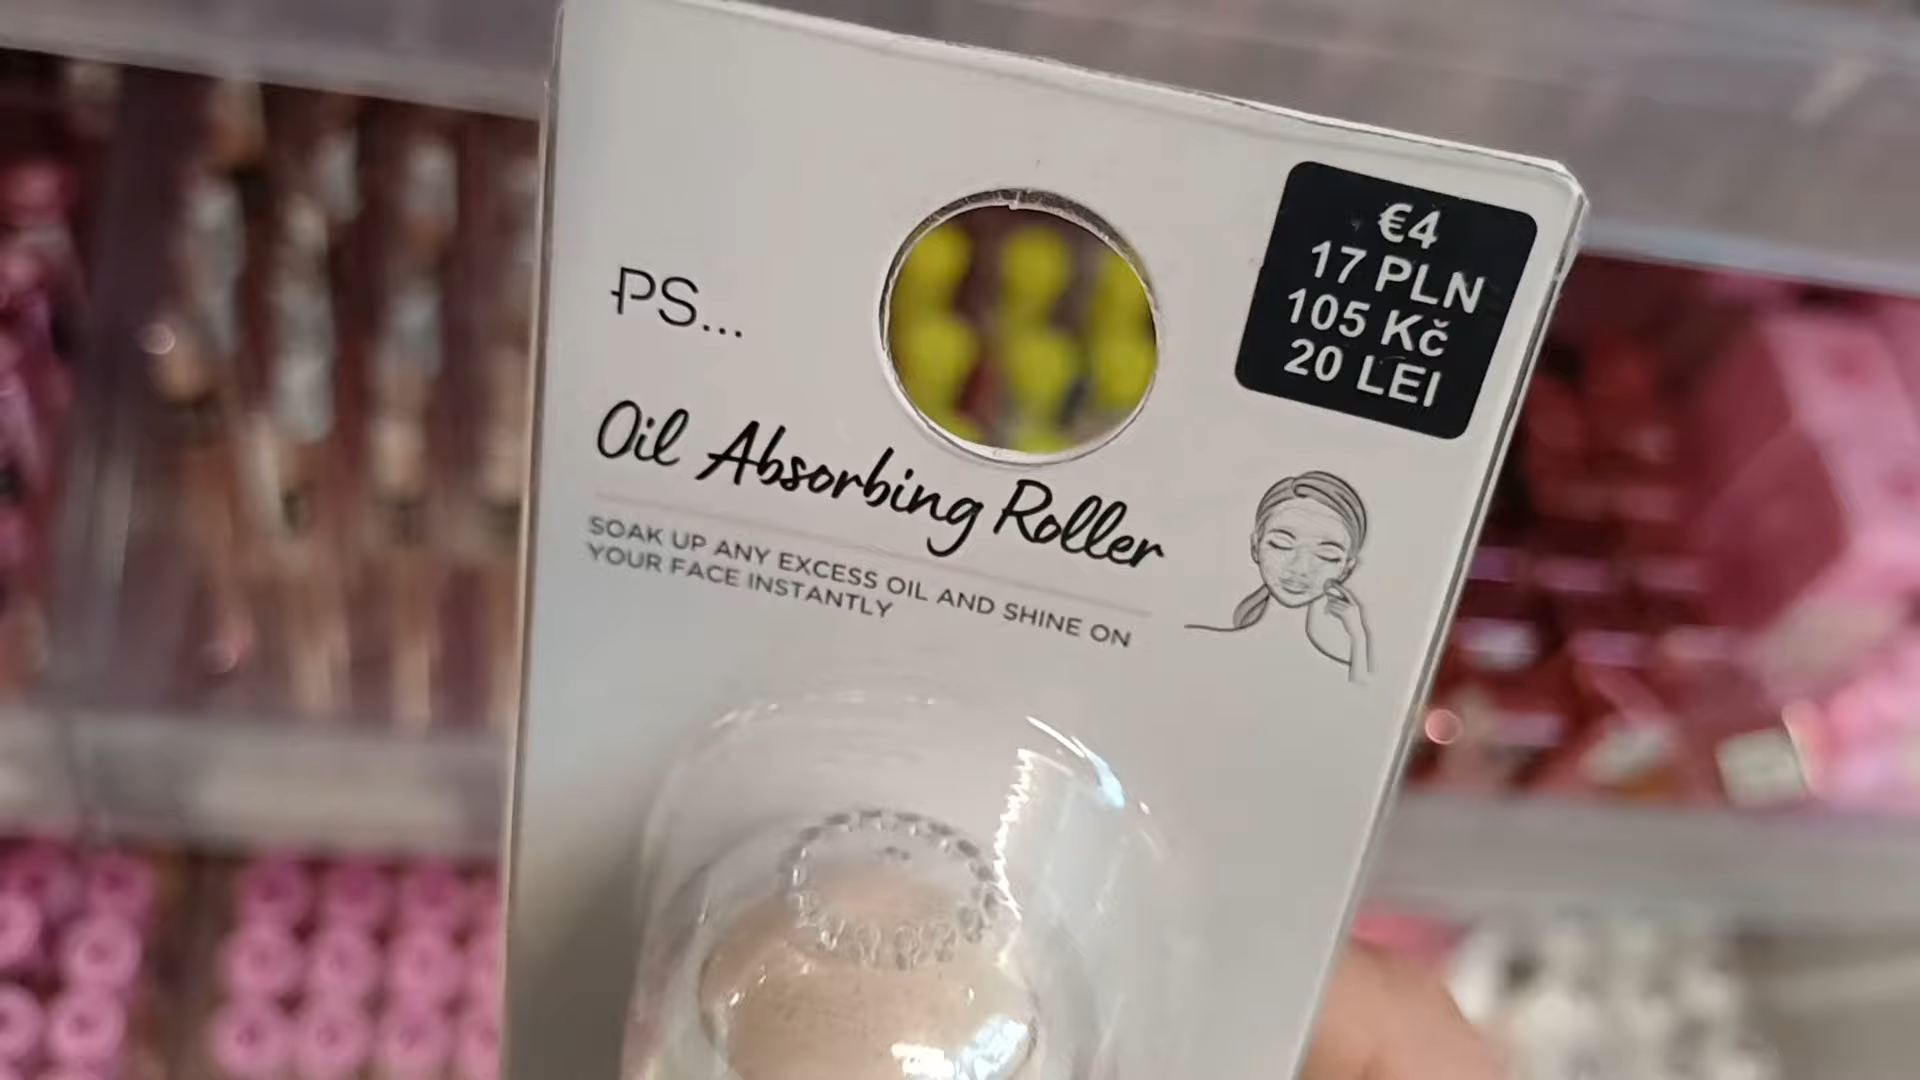 PS...
€4
17 PLN
105 Kč
20 LEI
Oil Absorbing Roller
SOAK UP ANY EXCESS OIL AND SHINE ON
YOUR FACE INSTANTLY